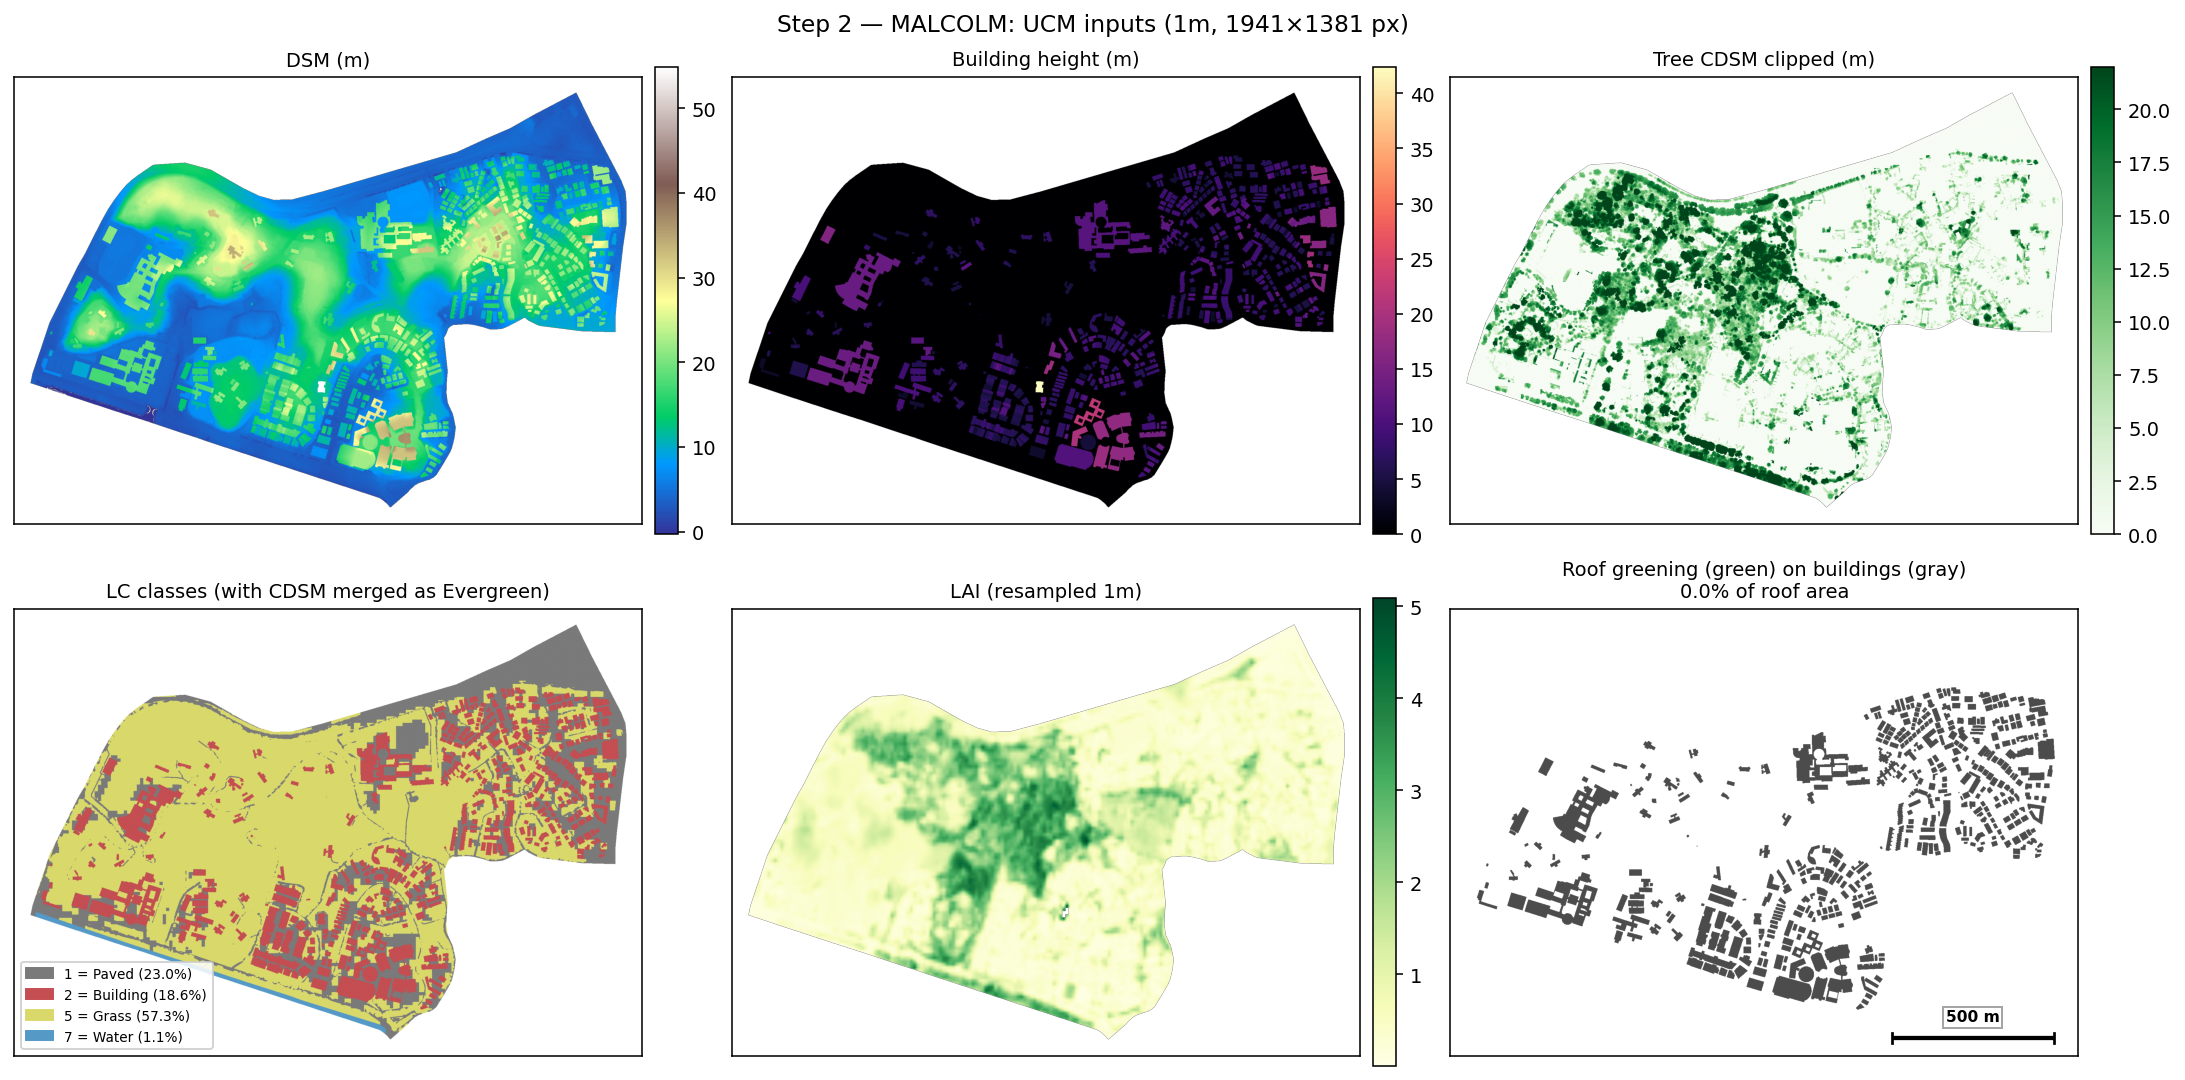 Step 2 — MALCOLM: UCM inputs (1m, 1941×1381 px)
DSM (m)
50
40
30
20
10
0
Building height (m)
40
35
30
25
20
15
10
5
0
Tree CDSM clipped (m)
20.0
17.5
15.0
12.5
10.0
7.5
5.0
2.5
0.0
LC classes (with CDSM merged as Evergreen)
1 = Paved (23.0%)
2 = Building (18.6%)
5 = Grass (57.3%)
7 = Water (1.1%)
LAI (resampled 1m)
5
4
3
2
1
Roof greening (green) on buildings (gray)
0.0% of roof area
500 m